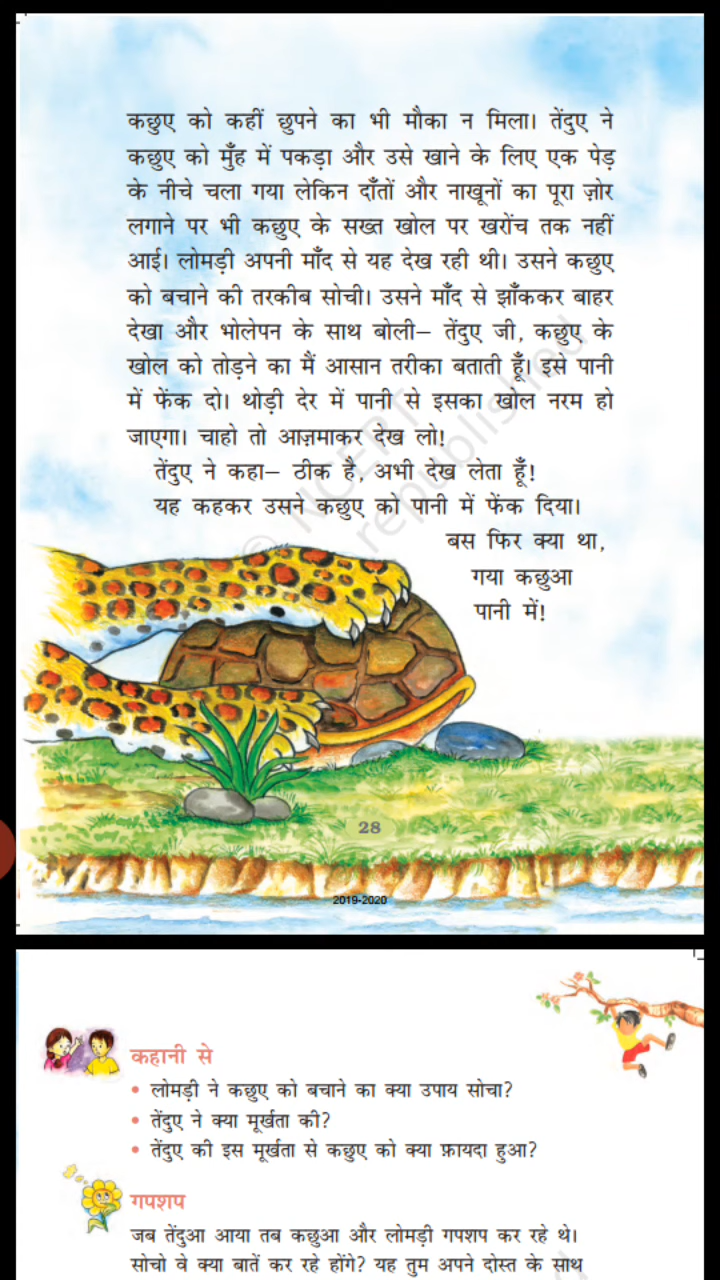 कछुए को कहीं छुपने का भी मौका न मिला। तेंदुए ने
कछुए को मुँह में पकड़ा और उसे खाने के लिए एक पेड़
के नीचे चला गया लेकिन दाँतों और नाखूनों का पूरा ज़ोर
लगाने पर भी कछुए के सख्त खोल पर खरोंच तक नहीं
आई। लोमड़ी अपनी माँद से यह देख रही थी। उसने कछुए
को बचाने की तरकीब सोची। उसने माँद से झाँककर बाहर
देखा और भोलेपन के साथ बोली– तेंदुए जी, कछुए के
खोल को तोड़ने का मैं आसान तरीका बताती हूँ। इसे पानी
में फेंक दो। थोड़ी देर में पानी से इसका खोल नरम हो
जाएगा। चाहो तो आज़माकर देख लो!
तेंदुए ने कहा– ठीक है, अभी देख लेता हूँ!
यह कहकर उसने कछुए को पानी में फेंक दिया।
बस फिर क्या था,
गया कछुआ
पानी में!
© NCERT
republished
28
2019-2020
कहानी से
• लोमड़ी ने कछुए को बचाने का क्या उपाय सोचा?
• तेंदुए ने क्या मूर्खता की?
• तेंदुए की इस मूर्खता से कछुए को क्या फ़ायदा हुआ?
गपशप
जब तेंदुआ आया तब कछुआ और लोमड़ी गपशप कर रहे थे।
सोचो वे क्या बातें कर रहे होंगे? यह तुम अपने दोस्त के साथ